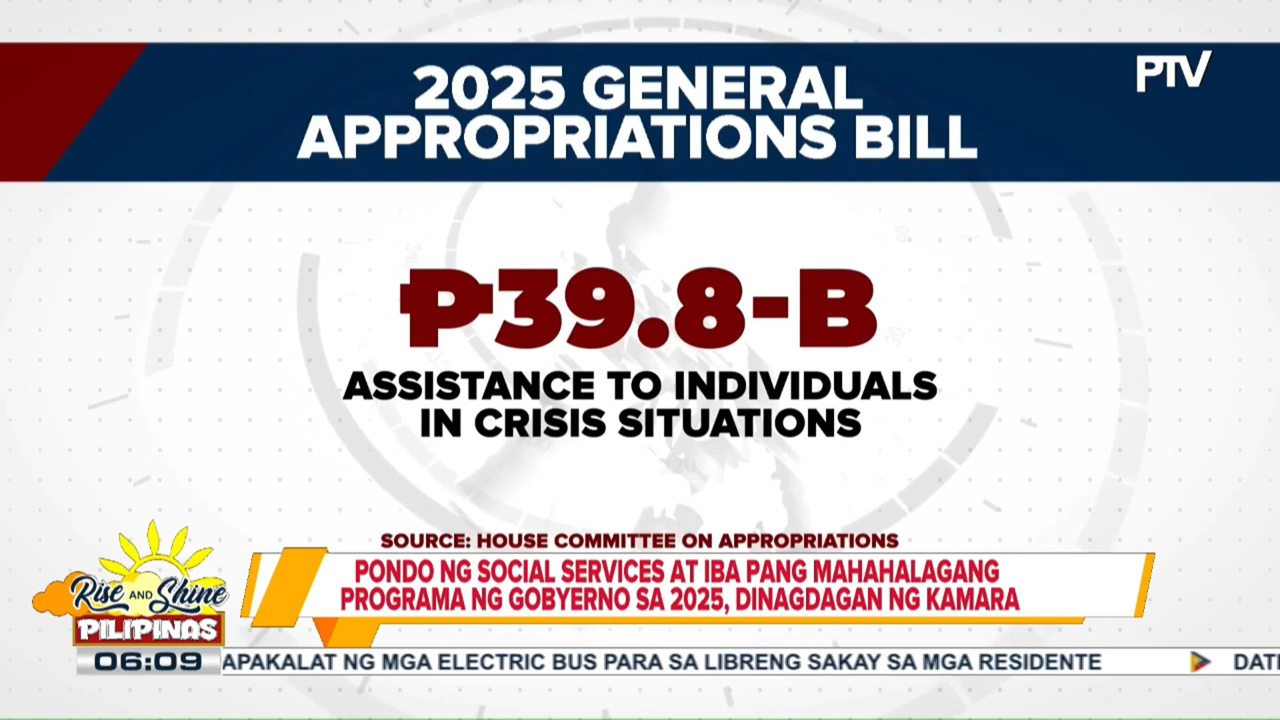 PTV
2025 GENERAL
APPROPRIATIONS BILL
₱39.8-B
ASSISTANCE TO INDIVIDUALS
IN CRISIS SITUATIONS
SOURCE: HOUSE COMMITTEE ON APPROPRIATIONS
PONDO NG SOCIAL SERVICES AT IBA PANG MAHAHALAGANG
PROGRAMA NG GOBYERNO SA 2025, DINAGDAGAN NG KAMARA
Rise AND Shine
PILIPINAS
06:09
APAKALAT NG MGA ELECTRIC BUS PARA SA LIBRENG SAKAY SA MGA RESIDENTE